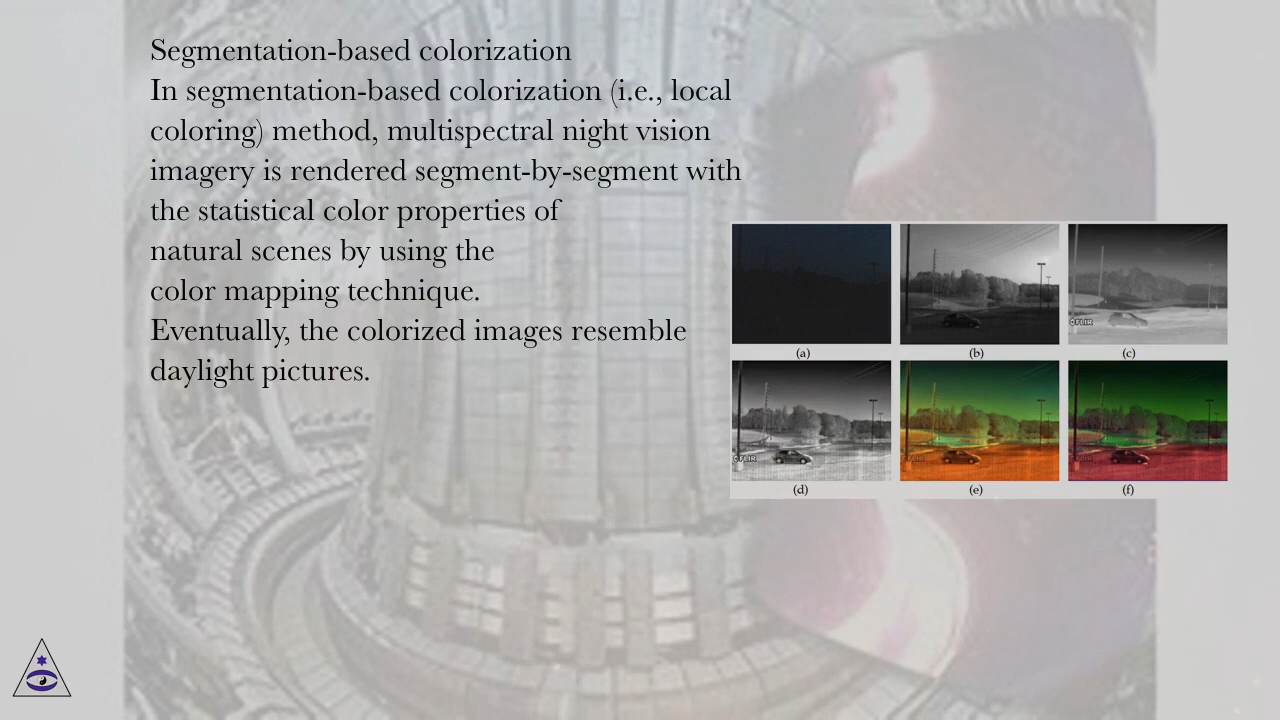 Segmentation-based colorization
In segmentation-based colorization (i.e., local
coloring) method, multispectral night vision
imagery is rendered segment-by-segment with
the statistical color properties of
natural scenes by using the
color mapping technique.
Eventually, the colorized images resemble
daylight pictures.
FLIR
(a) (b) (c)
FLIR
(d) (e) (f)